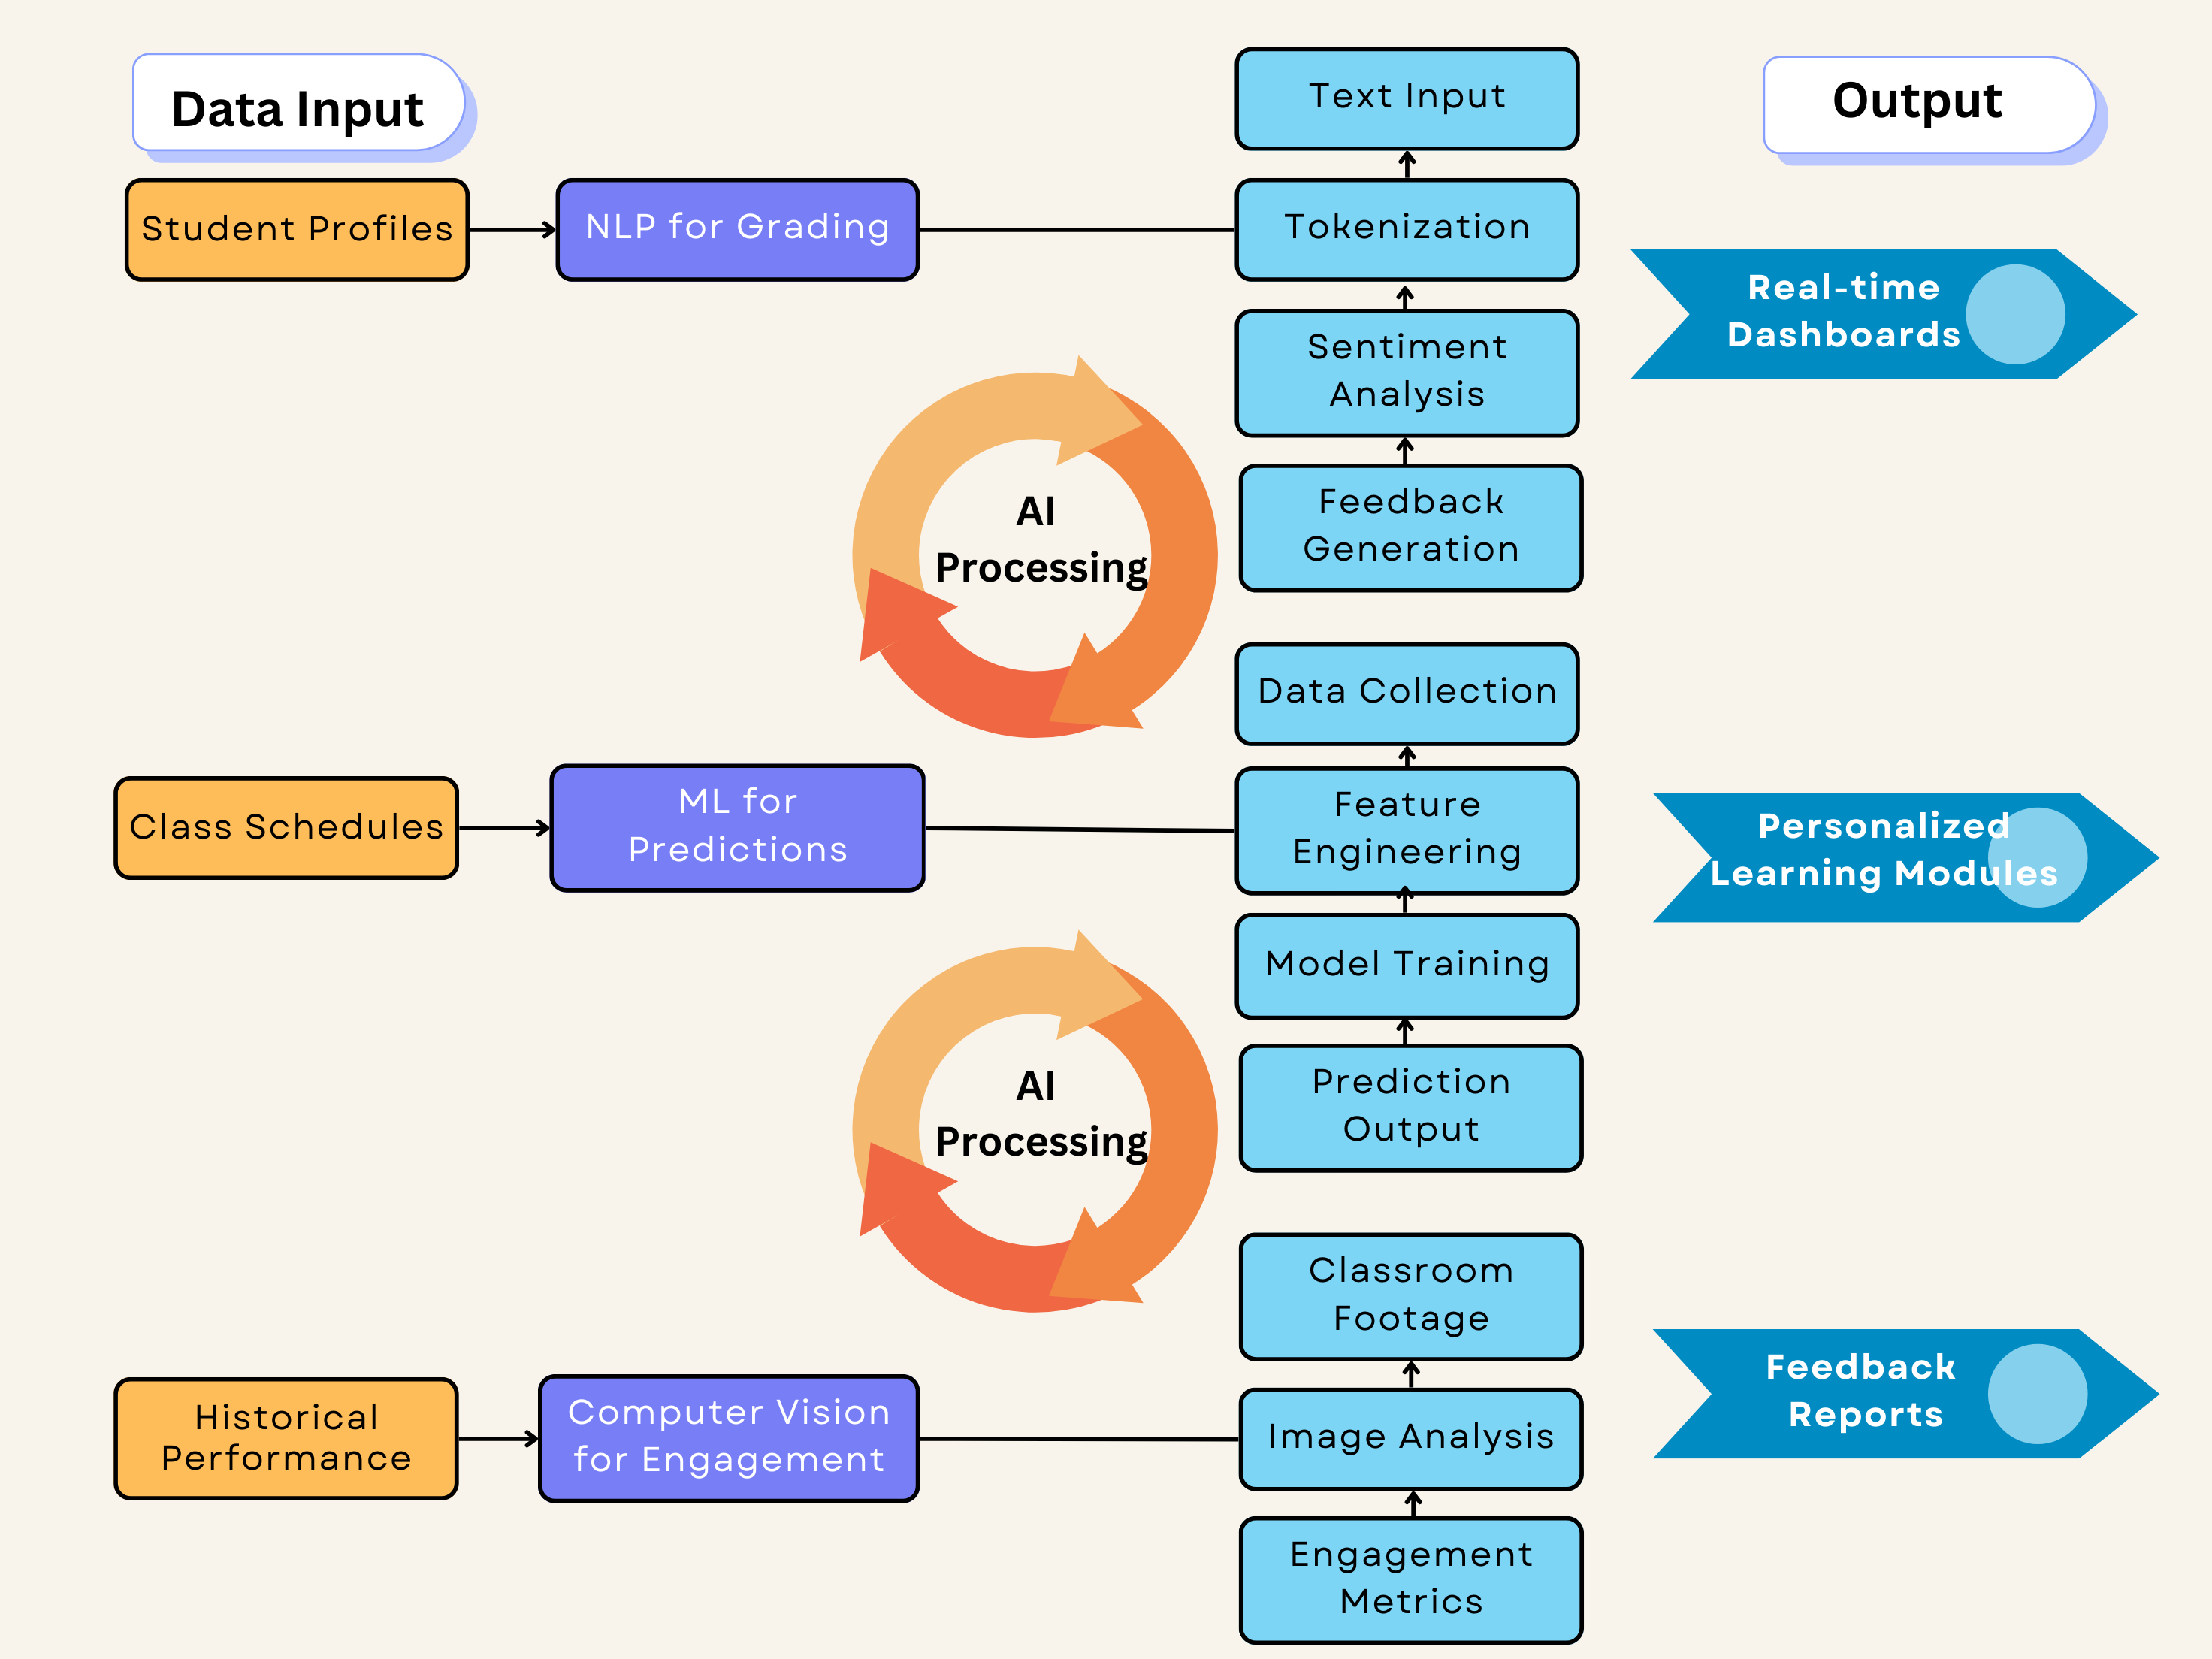 Data Input
Output
Text Input
Student Profiles
NLP for Grading
Tokenization
Real-time
Dashboards
Sentiment
Analysis
AI
Processing
Feedback
Generation
Data Collection
Class Schedules
ML for
Predictions
Feature
Engineering
Personalized
Learning Modules
Model Training
AI
Processing
Prediction
Output
Classroom
Footage
Historical
Performance
Computer Vision
for Engagement
Image Analysis
Feedback
Reports
Engagement
Metrics